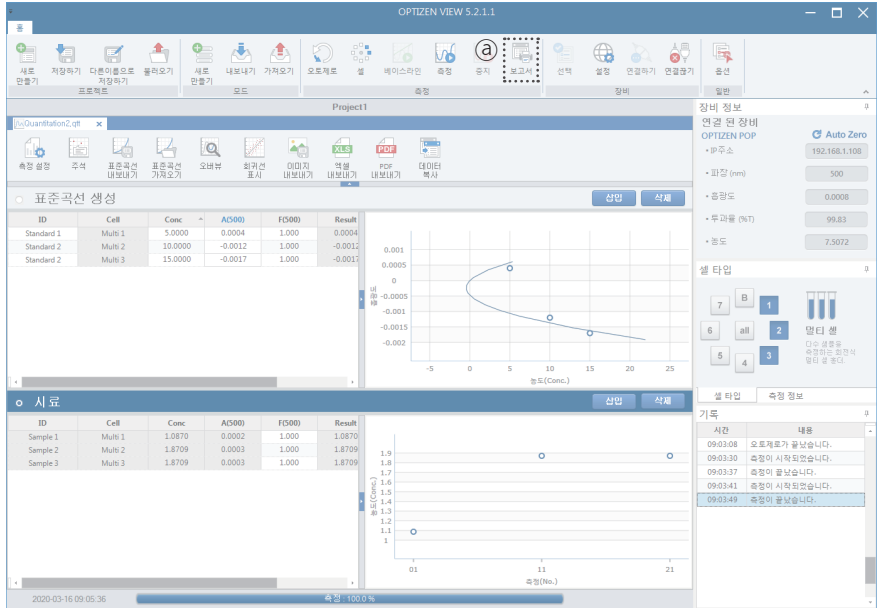 OPTIZEN VIEW 5.2.1.1
홈
새로 만들기 저장하기 다른이름으로 저장하기 불러오기 새로 만들기 내보내기 가져오기 오토제로 셀 베이스라인 측정 ⓐ 중지 보고서 선택 설정 연결하기 연결끊기 옵션
프로젝트 모드 측정 장비 일반
Project1
Quantitation2.qtt
측정 설정 주석 표준곡선 내보내기 표준곡선 가져오기 오버뷰 회귀선 표시 이미지 내보내기 XLS 엑셀 내보내기 PDF PDF 내보내기 데이터 복사
표준곡선 생성 삽입 삭제
ID Cell Conc A(500) F(500) Result
Standard 1 Multi 1 5.0000 0.0004 1.000 0.0004
Standard 2 Multi 2 10.0000 -0.0012 1.000 -0.0012
Standard 2 Multi 3 15.0000 -0.0017 1.000 -0.0017
흡광도
0.001
0.0005
0
-0.0005
-0.001
-0.0015
-0.002
-5 0 5 10 15 20 25
농도(Conc.)
시료 삽입 삭제
ID Cell Conc A(500) F(500) Result
Sample 1 Multi 1 1.0870 0.0002 1.000 1.0870
Sample 2 Multi 2 1.8709 0.0003 1.000 1.8709
Sample 3 Multi 3 1.8709 0.0003 1.000 1.8709
농도(Conc.)
1.9
1.8
1.7
1.6
1.5
1.4
1.3
1.2
1.1
1
01 11 21
측정(No.)
장비 정보
연결 된 장비
OPTIZEN POP Auto Zero
• IP주소 192.168.1.108
• 파장 (nm) 500
• 흡광도 0.0008
• 투과율 (%T) 99.83
• 농도 7.5072
셀 타입
7 B 1
6 all 2
5 4 3
멀티 셀
다수 샘플을
측정하는 회전식
멀티 셀 홀더.
셀 타입 측정 정보
기록
시간 내용
09:03:08 오토제로가 끝났습니다.
09:03:30 측정이 시작되었습니다.
09:03:37 측정이 끝났습니다.
09:03:41 측정이 시작되었습니다.
09:03:49 측정이 끝났습니다.
2020-03-16 09:05:36 측정 : 100.0 %